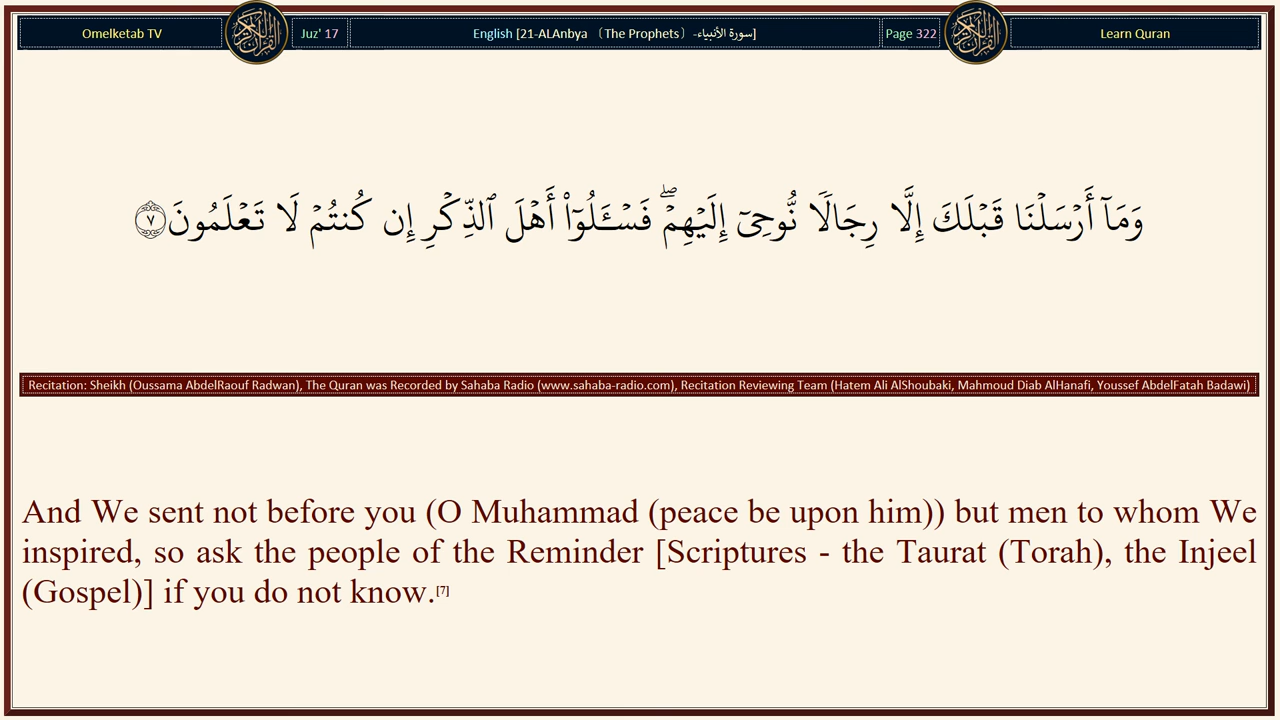 Omelketab TV
Juz' 17
English [21-ALAnbya （The Prophets）-سورة الأنبياء]
Page 322
Learn Quran
وَمَآ أَرۡسَلۡنَا قَبۡلَكَ إِلَّا رِجَالٗا نُّوحِيٓ إِلَيۡهِمۡۖ فَسۡـَٔلُوٓاْ أَهۡلَ ٱلذِّكۡرِ إِن كُنتُمۡ لَا تَعۡلَمُونَ ٧
Recitation: Sheikh (Oussama AbdelRaouf Radwan), The Quran was Recorded by Sahaba Radio (www.sahaba-radio.com), Recitation Reviewing Team (Hatem Ali AlShoubaki, Mahmoud Diab AlHanafi, Youssef AbdelFatah Badawi)
And We sent not before you (O Muhammad (peace be upon him)) but men to whom We
inspired, so ask the people of the Reminder [Scriptures - the Taurat (Torah), the Injeel
(Gospel)] if you do not know.[7]